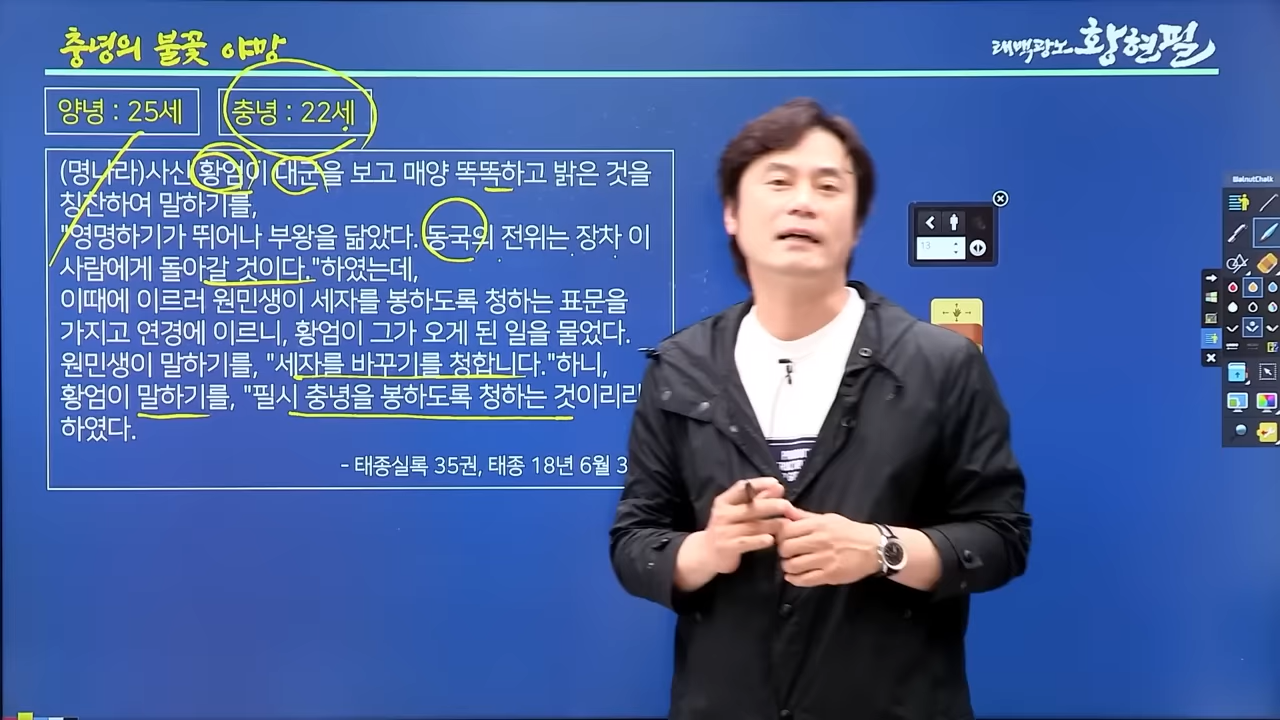 충녕의 불꽃 야망
태백광노 황현필
양녕 : 25세
충녕 : 22세
(명나라)사신 황엄이 대군을 보고 매양 똑똑하고 밝은 것을
칭찬하여 말하기를,
"영명하기가 뛰어나 부왕을 닮았다. 동국의 전위는 장차 이
사람에게 돌아갈 것이다."하였는데,
이때에 이르러 원민생이 세자를 봉하도록 청하는 표문을
가지고 연경에 이르니, 황엄이 그가 오게 된 일을 물었다.
원민생이 말하기를, "세자를 바꾸기를 청합니다."하니,
황엄이 말하기를, "필시 충녕을 봉하도록 청하는 것이리라
하였다.
- 태종실록 35권, 태종 18년 6월 3
WalnutChalk
13